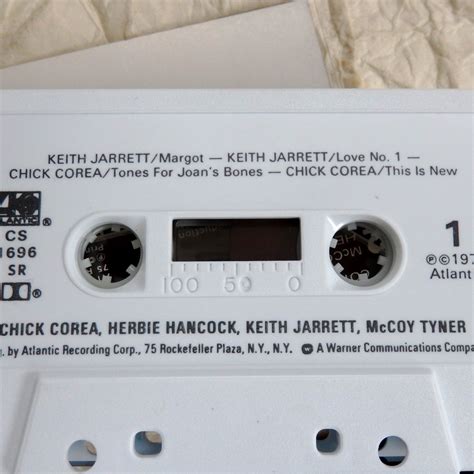 KEITH JARRETT/Margot — KEITH JARRETT/Love No. 1 —
CHICK COREA/Tones For Joan's Bones — CHICK COREA/This Is New
CS
1696
SR
1
100 50 0
Ⓟ©197
Atlanti
CHICK COREA, HERBIE HANCOCK, KEITH JARRETT, McCOY TYNER
. by Atlantic Recording Corp., 75 Rockefeller Plaza, N.Y., N.Y. A Warner Communications Compa